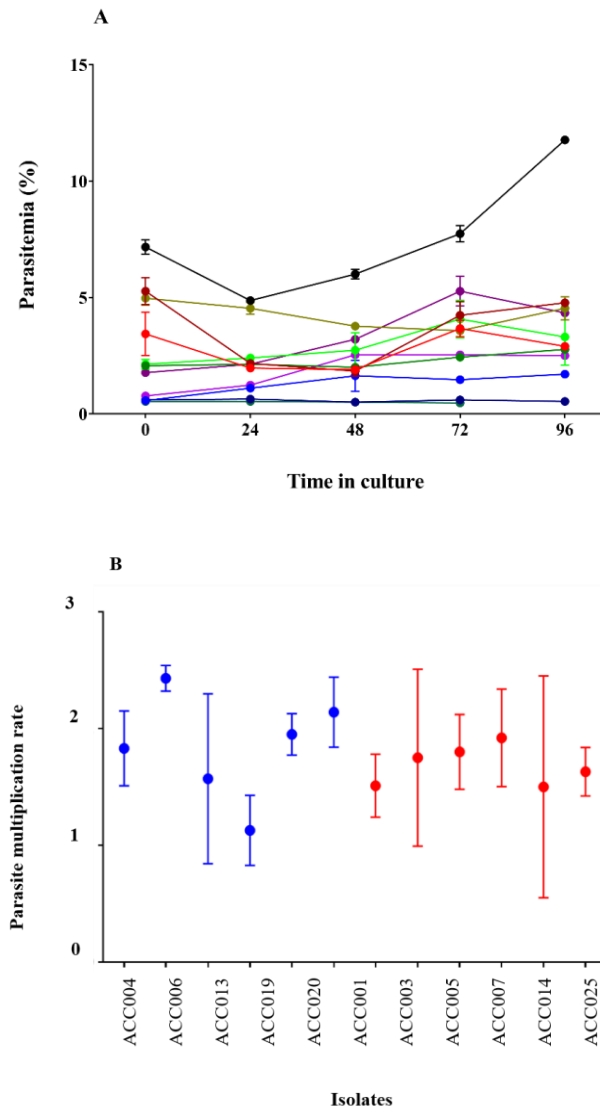 A
15
10
5
0
Parasitemia (%)
0 24 48 72 96
Time in culture
B
3
2
1
0
Parasite multiplication rate
ACC004
ACC006
ACC013
ACC019
ACC020
ACC001
ACC003
ACC005
ACC007
ACC014
ACC025
Isolates